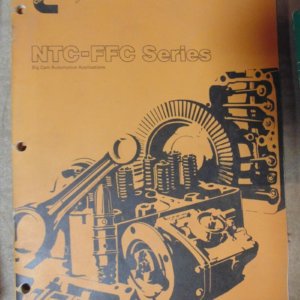 NTC-FFC Series
Big Cam Automotive Applications